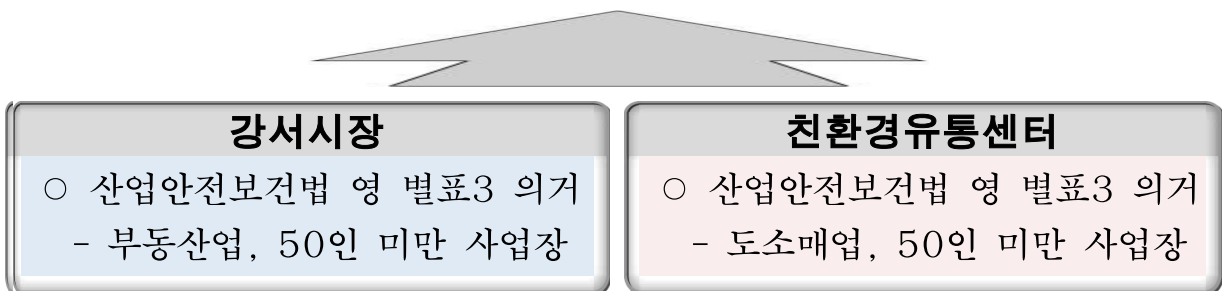 강서시장
○ 산업안전보건법 영 별표3 의거
- 부동산업, 50인 미만 사업장
친환경유통센터
○ 산업안전보건법 영 별표3 의거
- 도소매업, 50인 미만 사업장